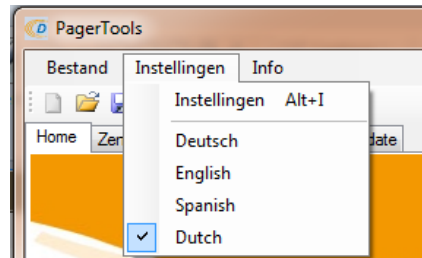 PagerTools
Bestand Instellingen Info
Instellingen Alt+I
Home
Deutsch
English
Spanish
Dutch